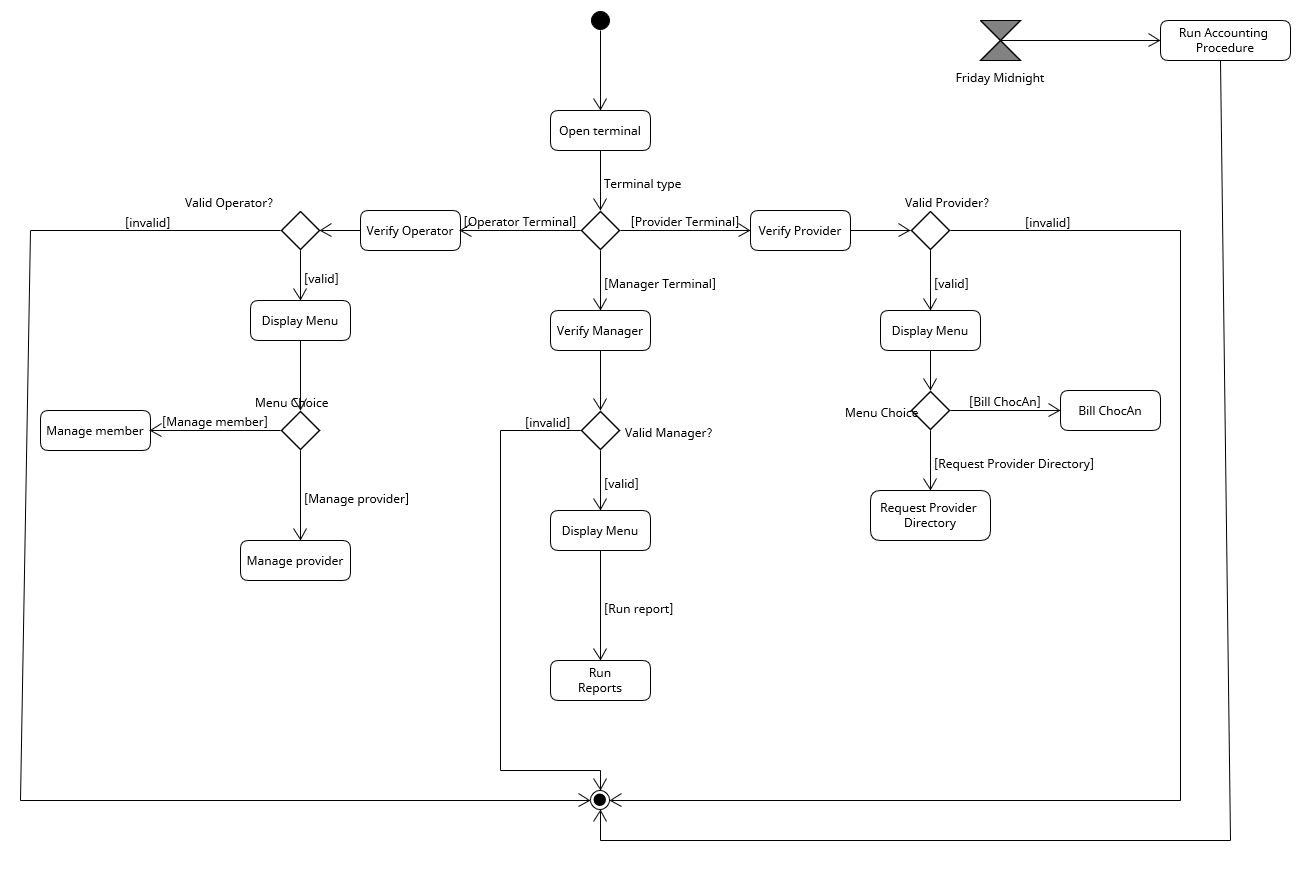 Run Accounting
Procedure
Friday Midnight
Open terminal
Terminal type
Valid Operator?
[invalid]
Verify Operator
[Operator Terminal]
[Provider Terminal]
Verify Provider
Valid Provider?
[invalid]
[valid]
Display Menu
[Manager Terminal]
Verify Manager
[valid]
Display Menu
Menu Choice
[Manage member]
Manage member
[Manage provider]
Manage provider
[invalid]
Valid Manager?
[valid]
Display Menu
[Run report]
Run
Reports
Menu Choice
[Bill ChocAn]
Bill ChocAn
[Request Provider Directory]
Request Provider
Directory